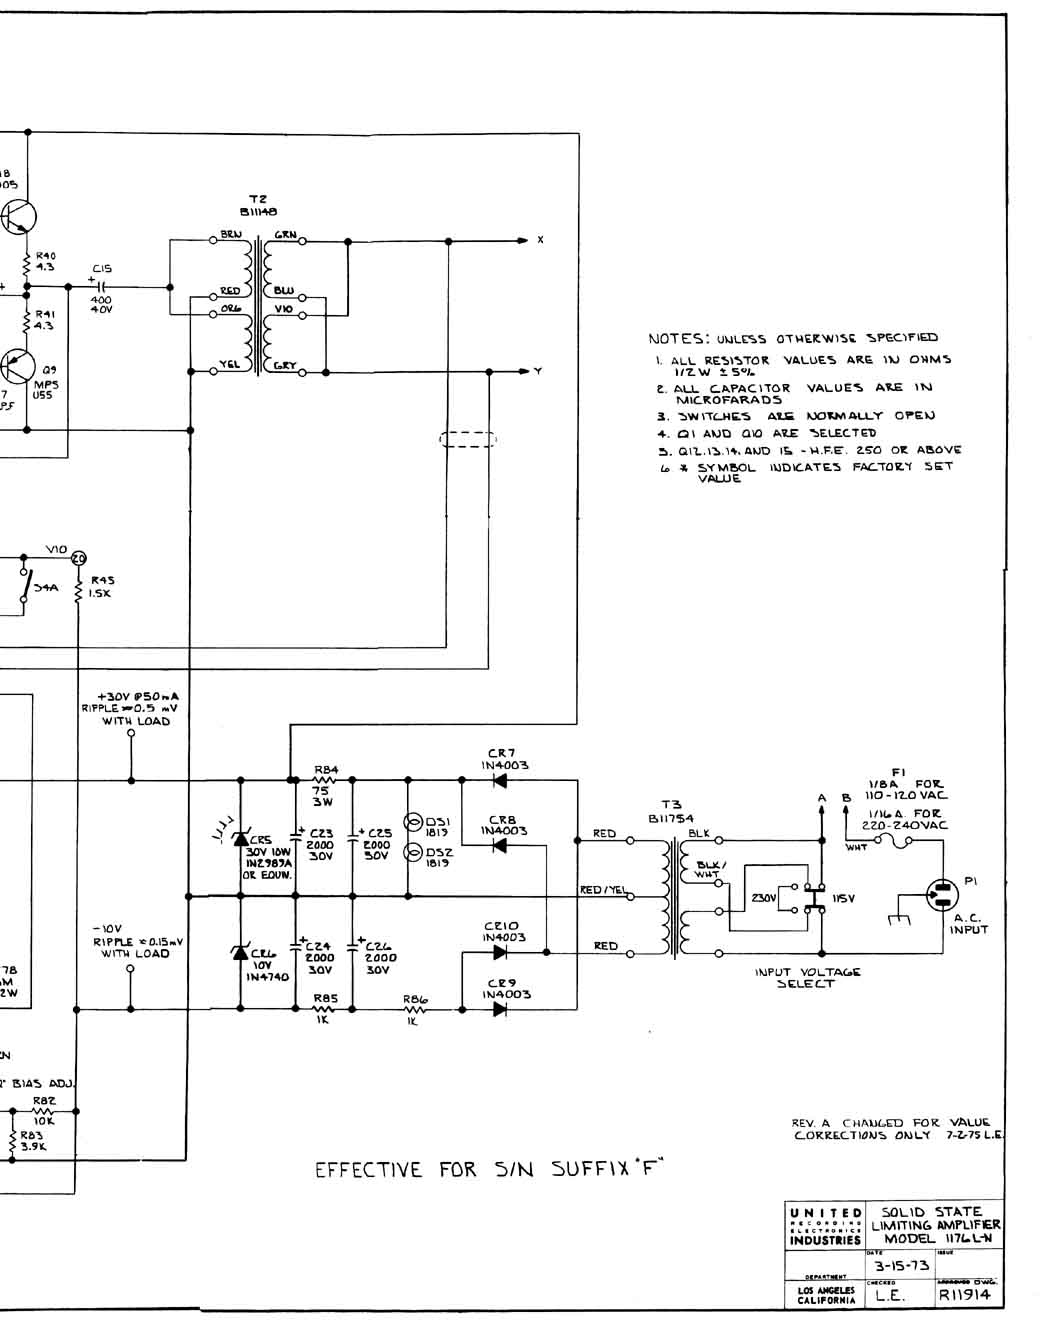 T2
B11148
BRN
GRN
X
R40
4.3
C15
+
400
40V
RED
BLU
ORG
VIO
R41
4.3
YEL
GRY
Y
Q9
MPS
U55
NOTES: UNLESS OTHERWISE SPECIFIED
1. ALL RESISTOR VALUES ARE IN OHMS
1/2 W ± 5%
2. ALL CAPACITOR VALUES ARE IN
MICROFARADS
3. SWITCHES ARE NORMALLY OPEN
4. Q1 AND Q10 ARE SELECTED
5. Q12.13.14. AND 15 - H.F.E. 250 OR ABOVE
6 * SYMBOL INDICATES FACTORY SET
VALUE
VIO
20
S4A
R45
1.5K
+30V @50mA
RIPPLE = 0.5 mV
WITH LOAD
CR7
1N4003
R84
75
3W
F1
1/8A FOR
110-120 VAC
1/16 A. FOR
220-240VAC
A
B
WHT
T3
B11754
CR5
30V 10W
1N2989A
OR EQUIV.
+
C23
2000
30V
+
C25
2000
50V
DS1
1819
DS2
1819
CR8
1N4003
RED
BLK
BLK/
WHT
RED/YEL
230V
115V
P1
A.C.
INPUT
-10V
RIPPLE = 0.15mV
WITH LOAD
CR6
10V
1N4740
+
C24
2000
30V
+
C26
2000
30V
CR10
1N4003
RED
INPUT VOLTAGE
SELECT
CR9
1N4003
R85
1K
R86
1K
78
2W
BIAS ADJ.
R82
10K
R83
3.9K
REV. A CHANGED FOR VALUE
CORRECTIONS ONLY 7-2-75 L.E.
EFFECTIVE FOR S/N SUFFIX "F"
UNITED
RECORDING
ELECTRONICS
INDUSTRIES
SOLID STATE
LIMITING AMPLIFIER
MODEL 1176L-N
DATE
3-15-73
ISSUE
DEPARTMENT
LOS ANGELES
CALIFORNIA
CHECKED
L.E.
APPROVED DWG.
R11914